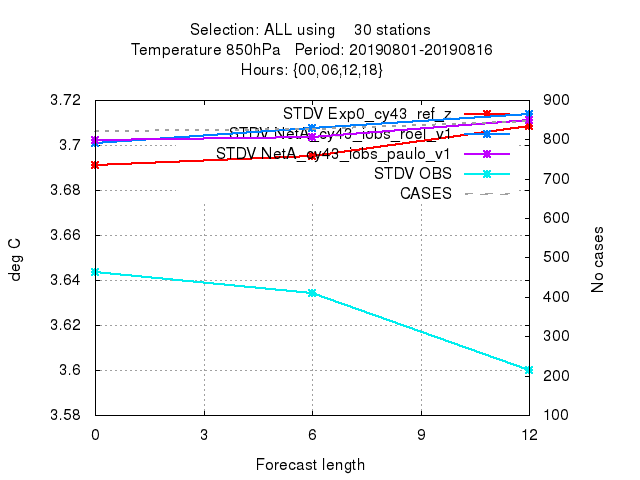 Selection: ALL using 30 stations
Temperature 850hPa Period: 20190801-20190816
Hours: {00,06,12,18}
3.72
3.7
3.68
3.66
3.64
3.62
3.6
3.58
deg C
STDV Exp0_cy43_ref_z
STDV NetA_cy43_iobs_roel_v1
STDV NetA_cy43_iobs_paulo_v1
STDV OBS
CASES
900
800
700
600
500
400
300
200
100
No cases
0 3 6 9 12
Forecast length